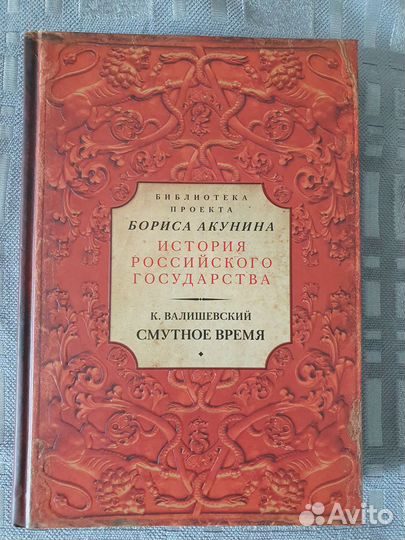 БИБЛИОТЕКА
ПРОЕКТА
БОРИСА АКУНИНА
ИСТОРИЯ
РОССИЙСКОГО
ГОСУДАРСТВА
К. ВАЛИШЕВСКИЙ
СМУТНОЕ ВРЕМЯ
Avito